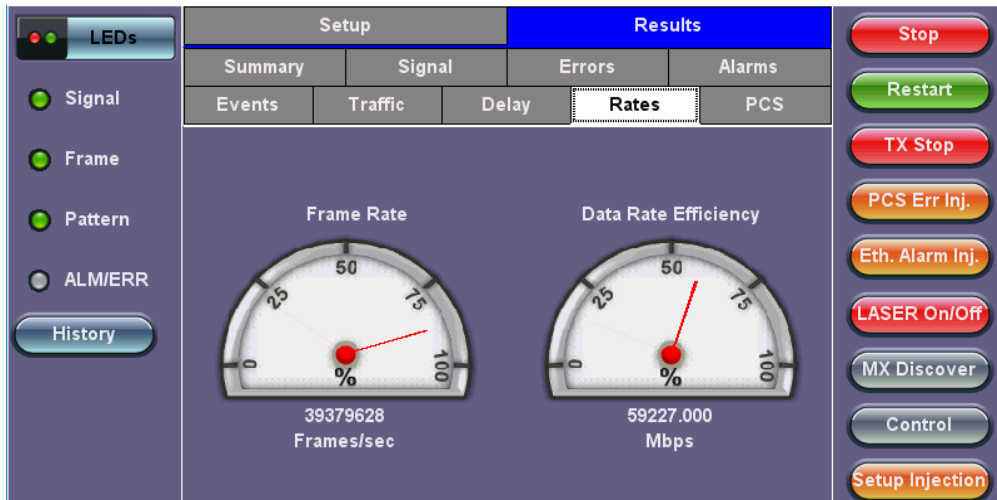 LEDs
Signal
Frame
Pattern
ALM/ERR
History
Setup
Results
Summary
Signal
Errors
Alarms
Events
Traffic
Delay
Rates
PCS
Frame Rate
0
25
50
75
100
%
39379628
Frames/sec
Data Rate Efficiency
0
25
50
75
100
%
59227.000
Mbps
Stop
Restart
TX Stop
PCS Err Inj.
Eth. Alarm Inj.
LASER On/Off
MX Discover
Control
Setup Injection